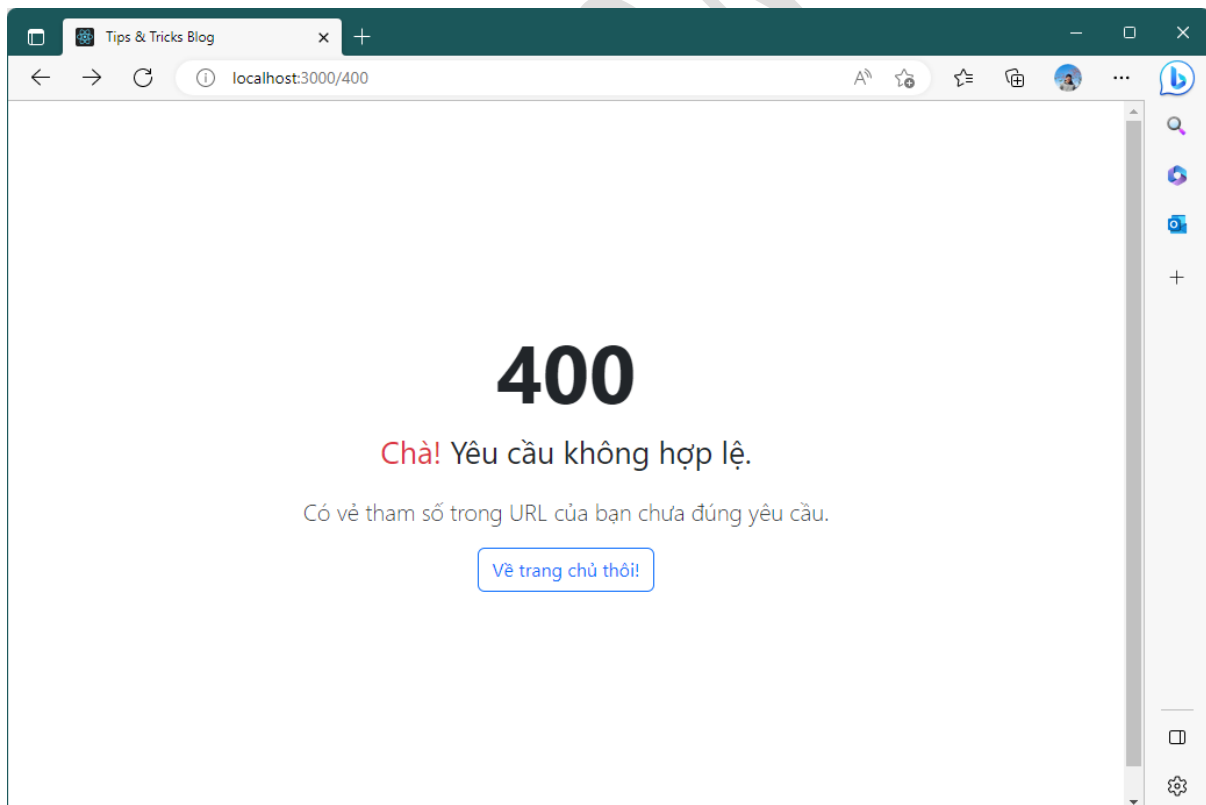 Tips & Tricks Blog
localhost:3000/400
400
Chà! Yêu cầu không hợp lệ.
Có vẻ tham số trong URL của bạn chưa đúng yêu cầu.
Về trang chủ thôi!